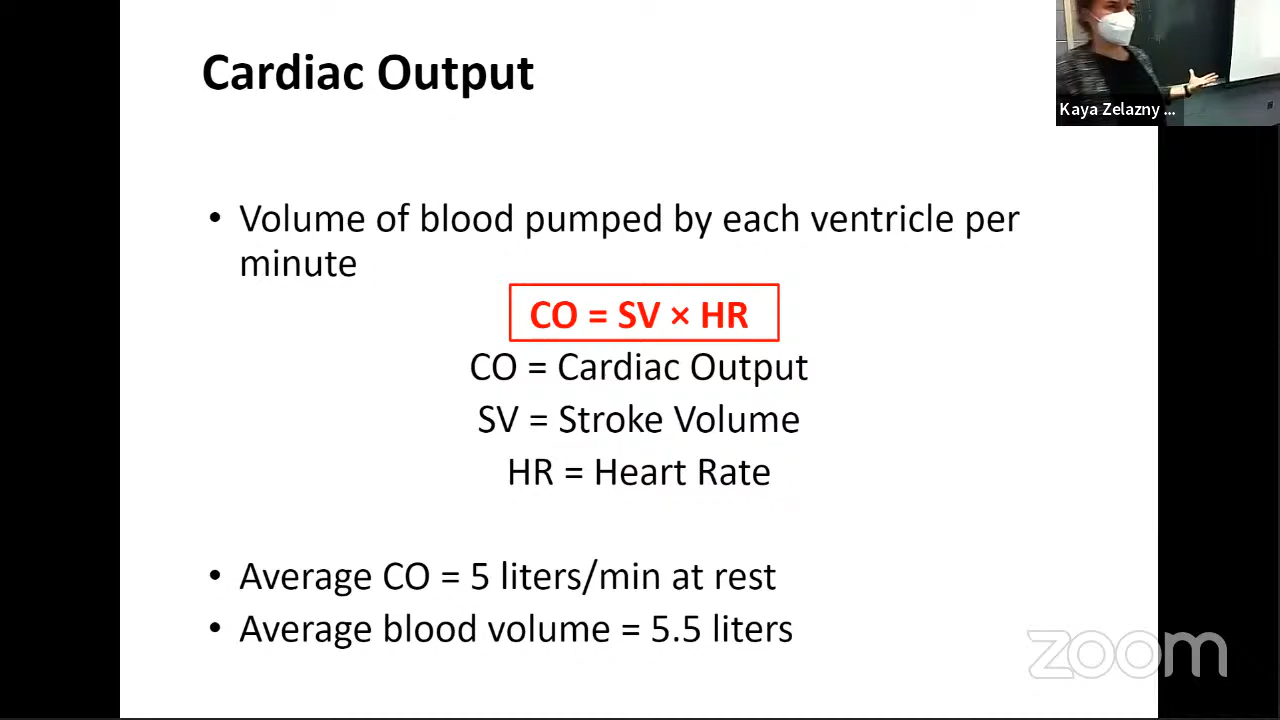 Cardiac Output
Kaya Zelazny ...
• Volume of blood pumped by each ventricle per
minute
CO = SV × HR
CO = Cardiac Output
SV = Stroke Volume
HR = Heart Rate
• Average CO = 5 liters/min at rest
• Average blood volume = 5.5 liters
zoom